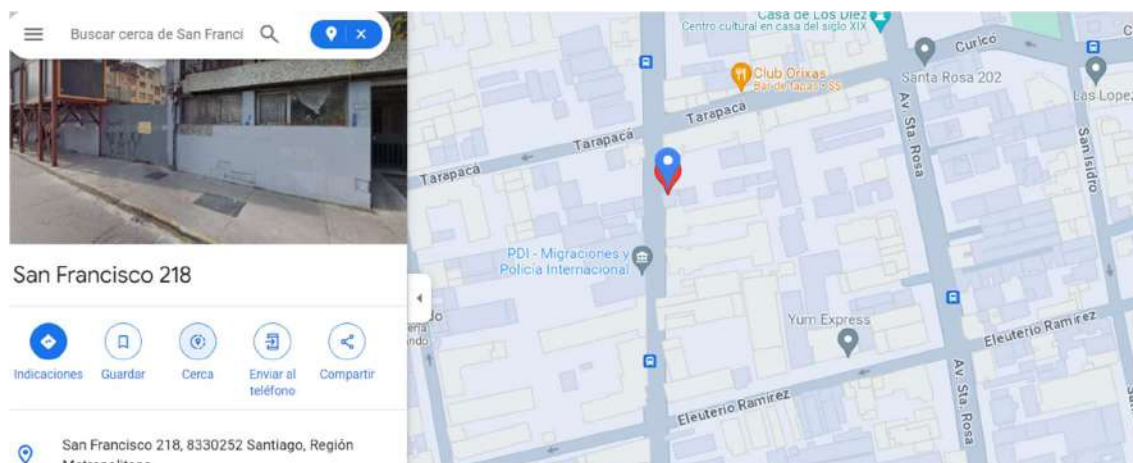 Buscar cerca de San Franci
San Francisco 218
Indicaciones
Guardar
Cerca
Enviar al
teléfono
Compartir
San Francisco 218, 8330252 Santiago, Región
Casa de Los Diez
Centro cultural en casa del siglo XIX
Curicó
Club Orixas
Bar de tapas • $$
Santa Rosa 202
Las Lopez
Tarapacá
Tarapacá
Tarapacá
Av. Sta. Rosa
San Isidro
PDI - Migraciones y
Policía Internacional
Yum Express
Eleuterio Ramírez
Eleuterio Ramírez
Av. Sta. Rosa